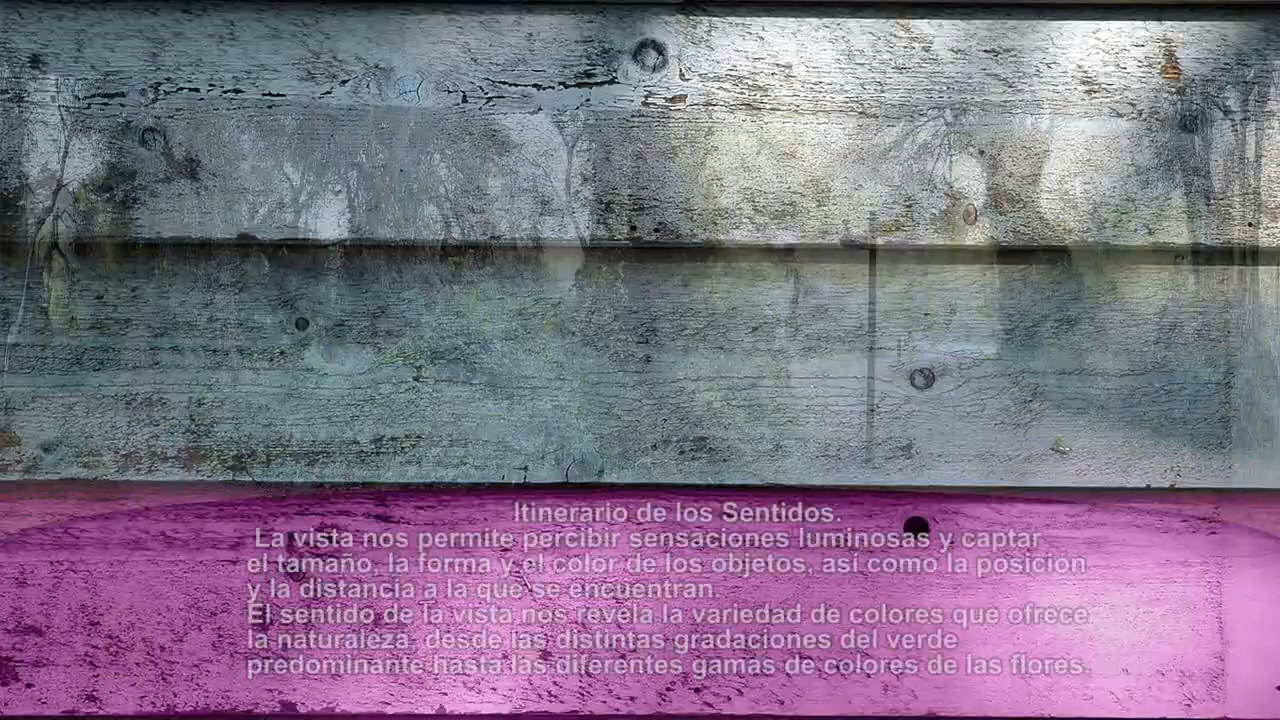 Itinerario de los Sentidos.
La vista nos permite percibir sensaciones luminosas y captar
el tamaño, la forma y el color de los objetos, así como la posición
y la distancia a la que se encuentran.
El sentido de la vista nos revela la variedad de colores que ofrece
la naturaleza, desde las distintas gradaciones del verde
predominante hasta las diferentes gamas de colores de las flores.